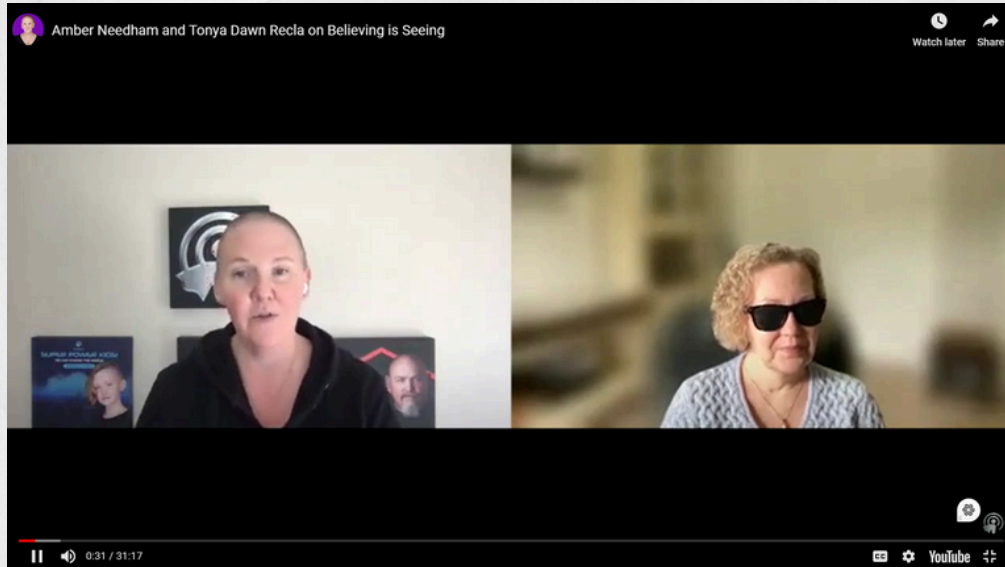 Amber Needham and Tonya Dawn Recla on Believing is Seeing
Watch later
Share
SUPER POWER KIDS
0:31 / 31:17
CC
YouTube